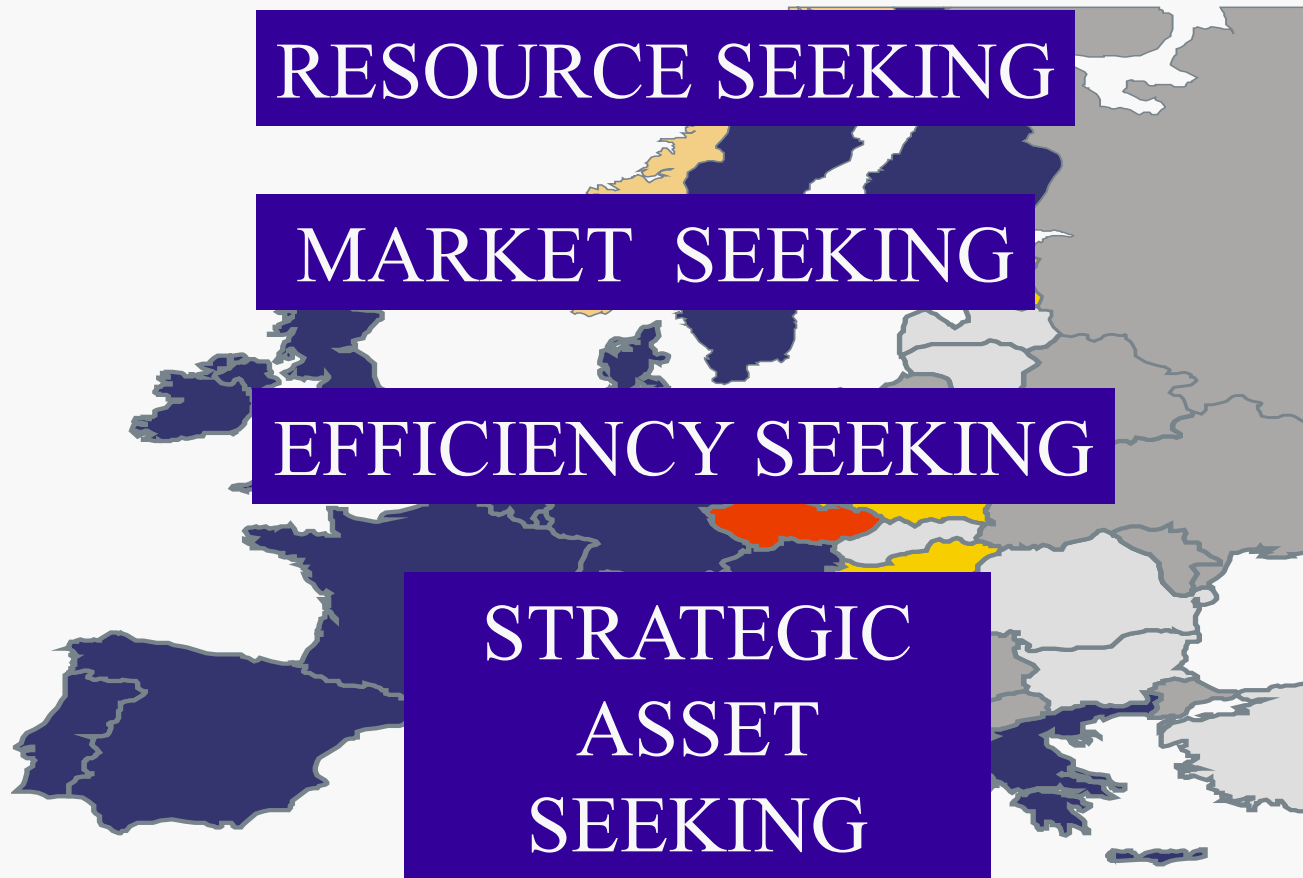 RESOURCE SEEKING
MARKET SEEKING
EFFICIENCY SEEKING
STRATEGIC
ASSET
SEEKING